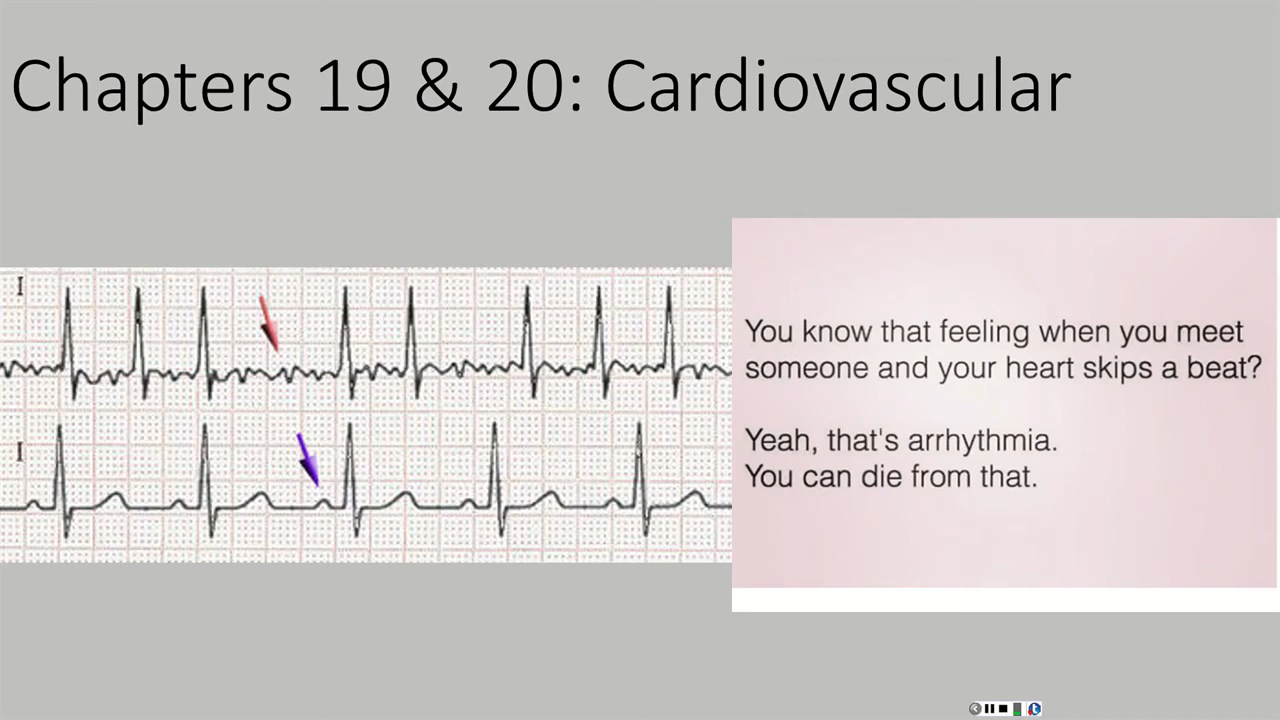 Chapters 19 & 20: Cardiovascular
I
I
You know that feeling when you meet
someone and your heart skips a beat?
Yeah, that's arrhythmia.
You can die from that.